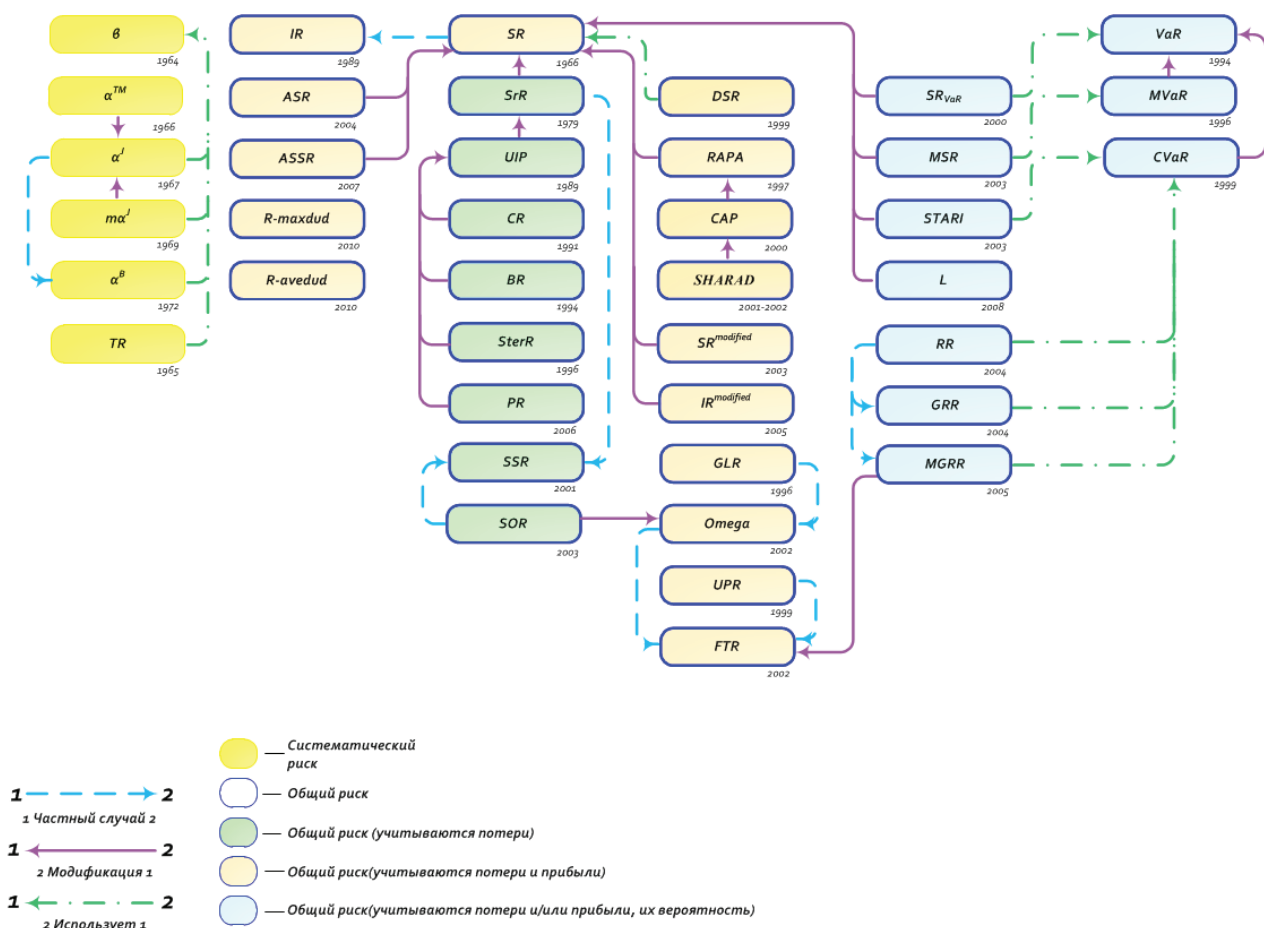 β
1964
α^TM
1966
α^J
1967
mα^J
1969
α^B
1972
TR
1965
IR
1989
ASR
2004
ASSR
2007
R-maxdud
2010
R-avedud
2010
SR
1966
SrR
1979
UIP
1989
CR
1991
BR
1994
SterR
1996
PR
2006
SSR
2001
SOR
2003
DSR
1999
RAPA
1997
CAP
2000
SHARAD
2001-2002
SR^modified
2003
IR^modified
2005
GLR
1996
Omega
2002
UPR
1999
FTR
2002
SR_VaR
2000
MSR
2003
STARI
2003
L
2008
RR
2004
GRR
2004
MGRR
2005
VaR
1994
MVaR
1996
CVaR
1999
1 2
1 Частный случай 2
1 2
2 Модификация 1
1 2
2 Использует 1
— Систематический
риск
— Общий риск
— Общий риск (учитываются потери)
— Общий риск(учитываются потери и прибыли)
— Общий риск(учитываются потери и/или прибыли, их вероятность)